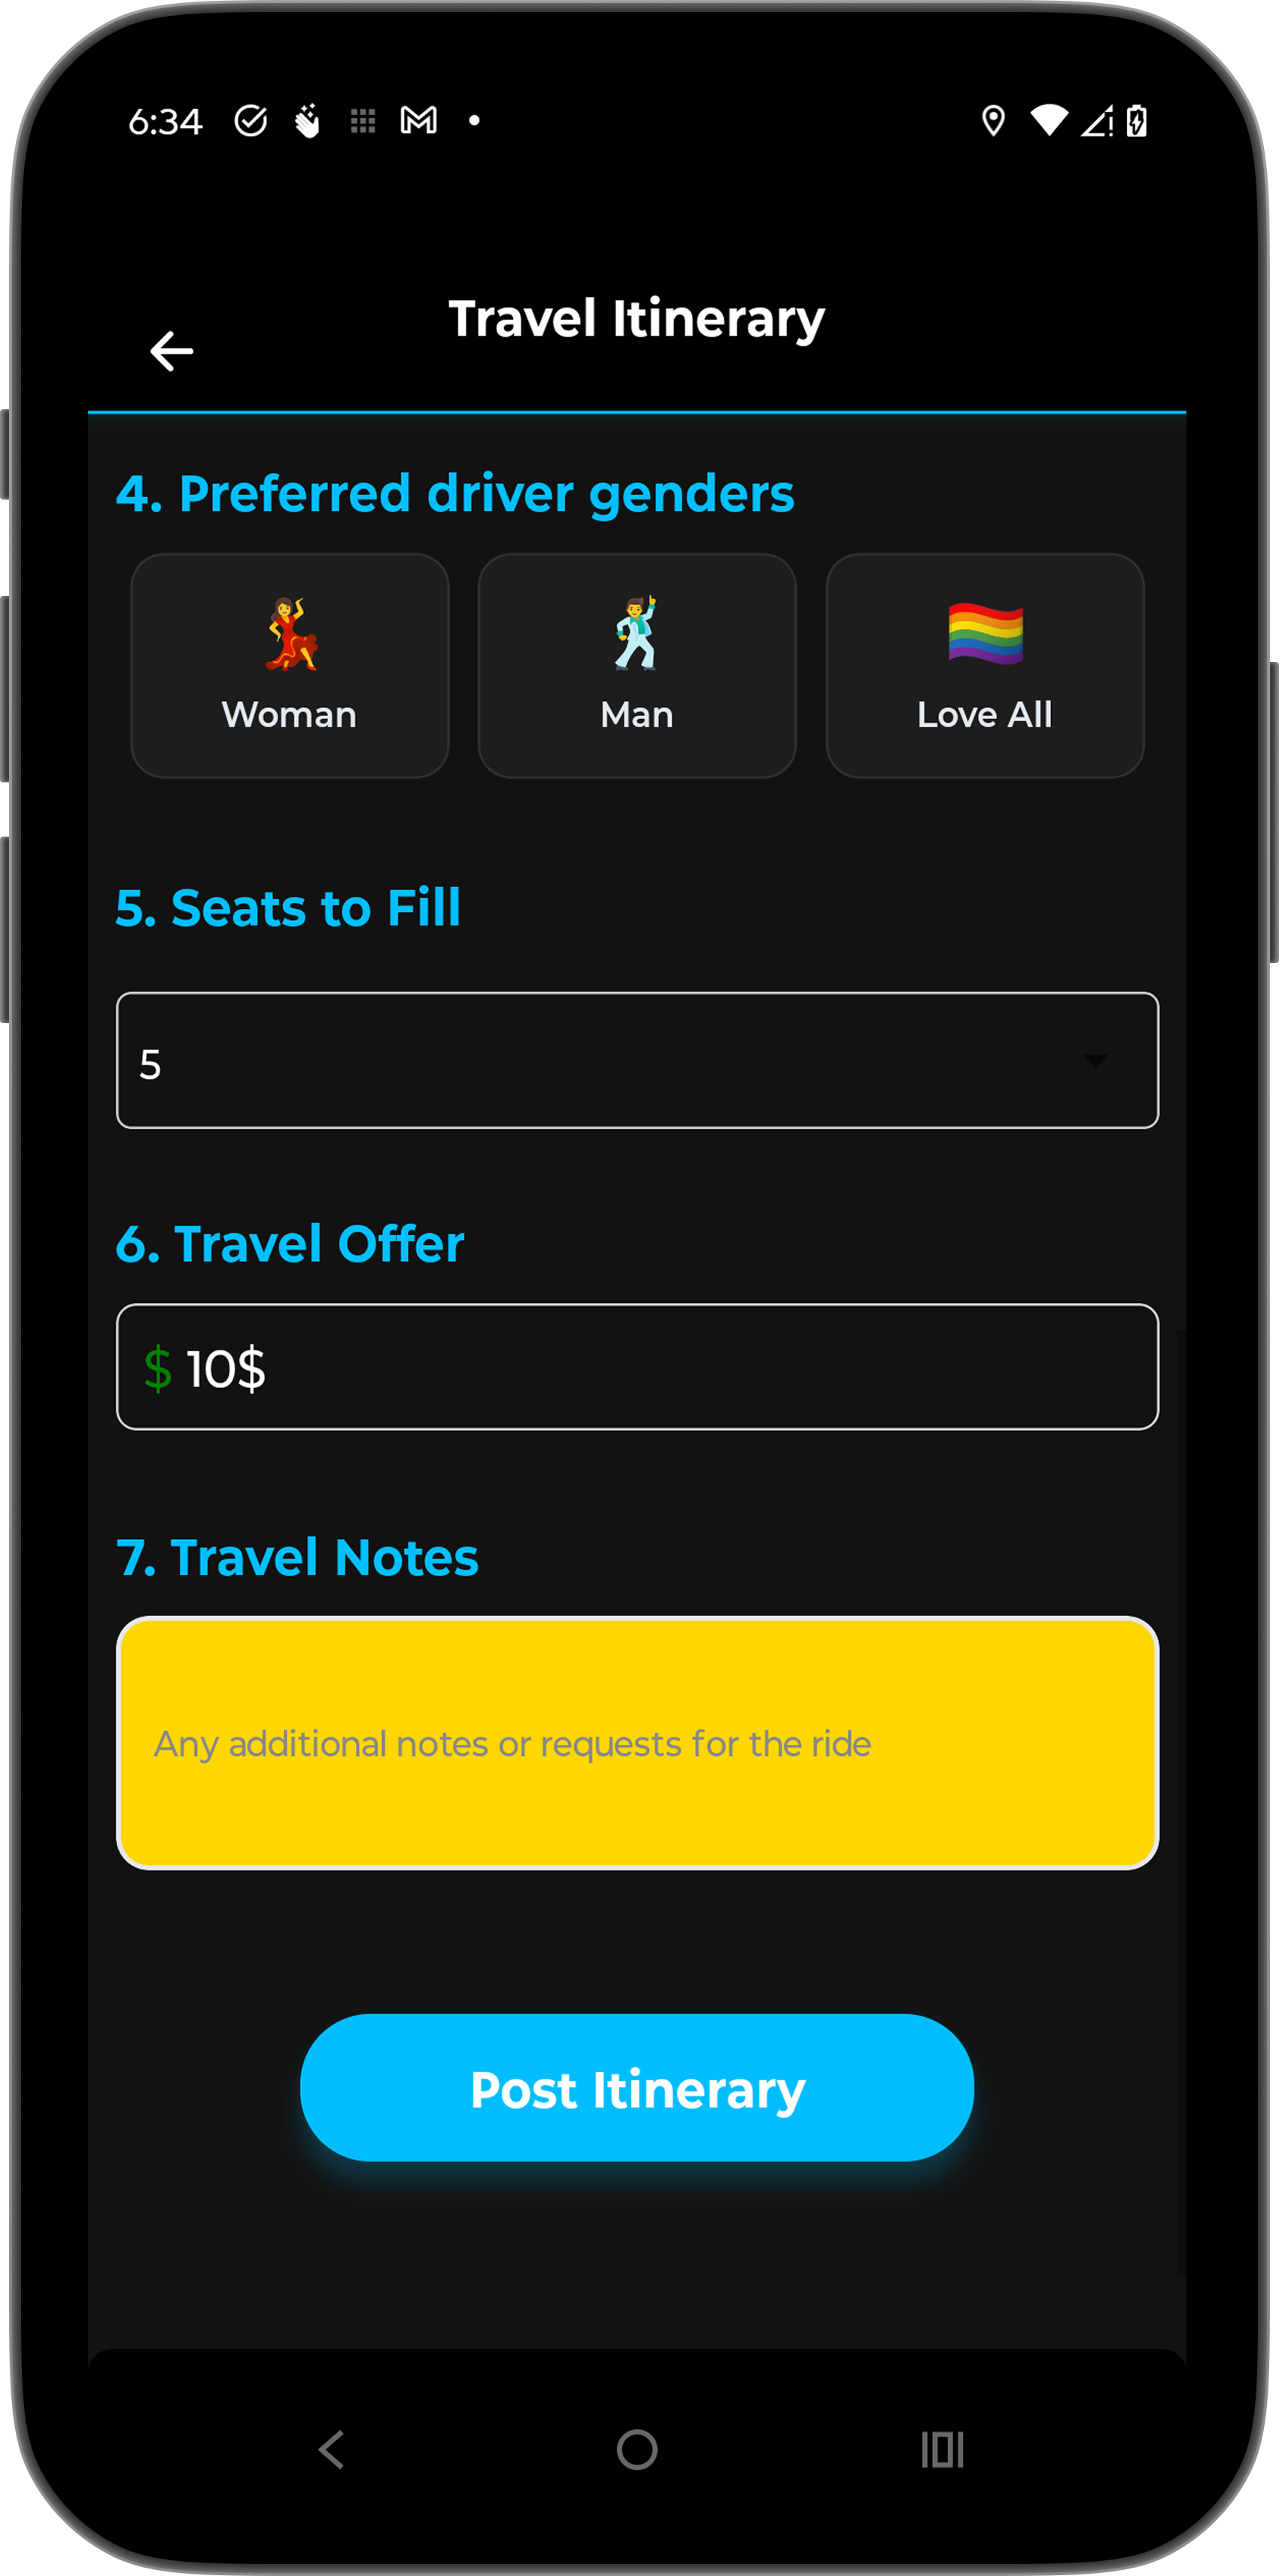 6:34
Travel Itinerary
4. Preferred driver genders
Woman
Man
Love All
5. Seats to Fill
5
6. Travel Offer
$ 10$
7. Travel Notes
Any additional notes or requests for the ride
Post Itinerary